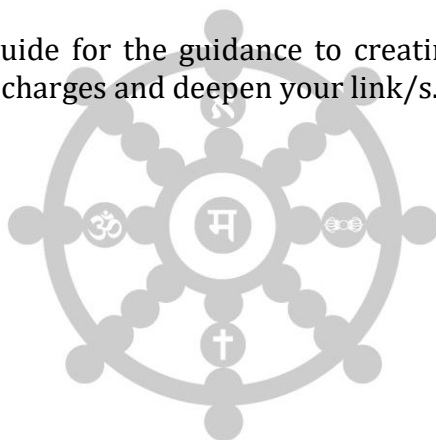 uide for the guidance to creatin
charges and deepen your link/s.
א
ॐ
म